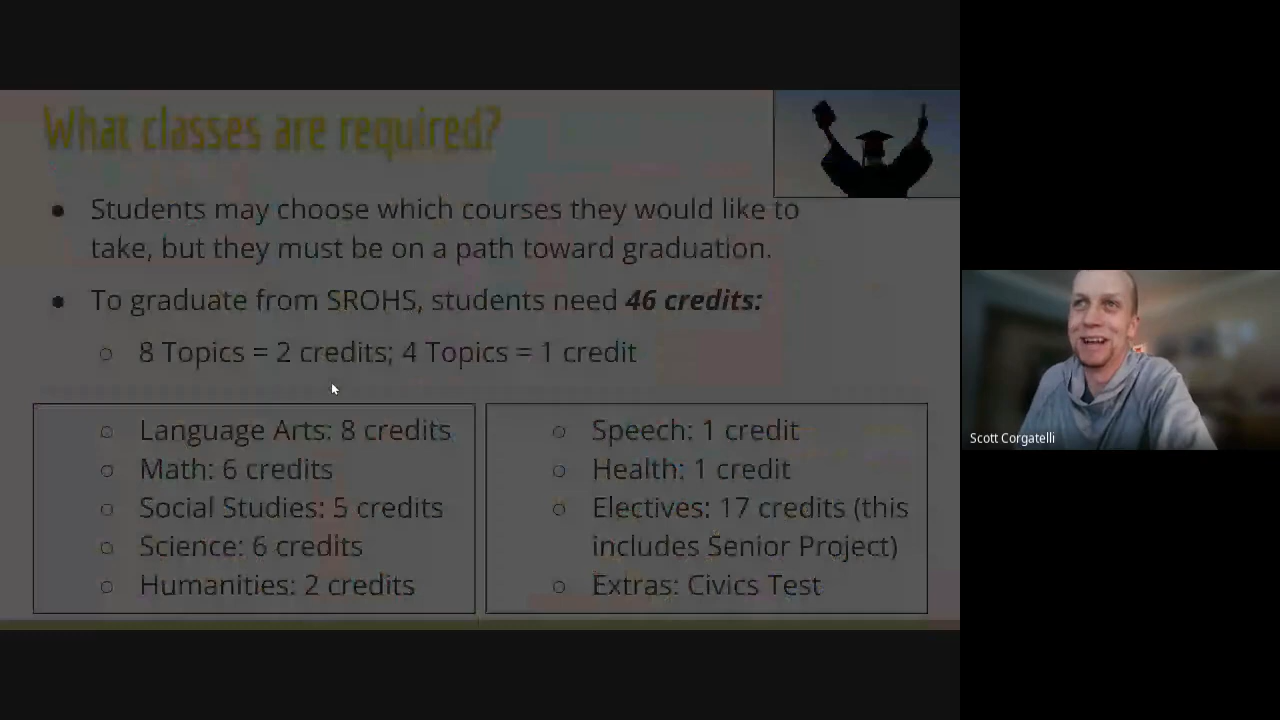 What classes are required?
● Students may choose which courses they would like to
take, but they must be on a path toward graduation.
● To graduate from SROHS, students need 46 credits:
○ 8 Topics = 2 credits; 4 Topics = 1 credit
○ Language Arts: 8 credits
○ Math: 6 credits
○ Social Studies: 5 credits
○ Science: 6 credits
○ Humanities: 2 credits
○ Speech: 1 credit
○ Health: 1 credit
○ Electives: 17 credits (this
includes Senior Project)
○ Extras: Civics Test
Scott Corgatelli